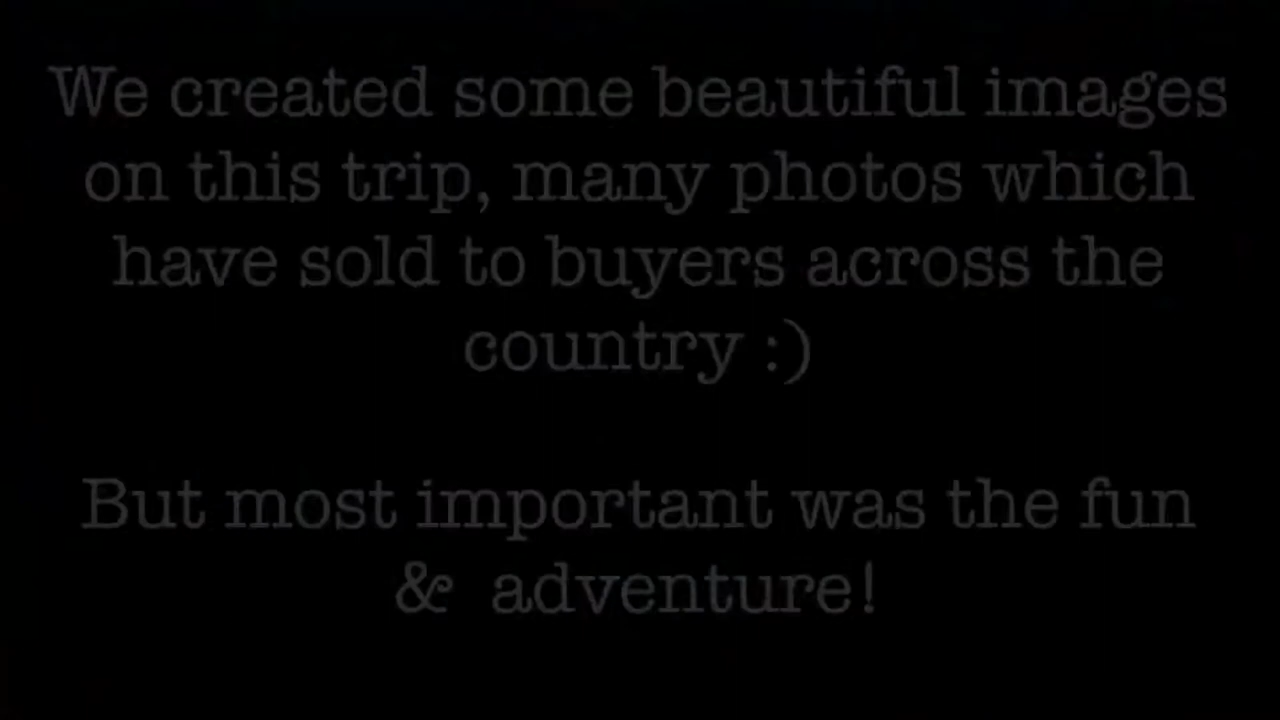 We created some beautiful images
on this trip, many photos which
have sold to buyers across the
country :)
But most important was the fun
& adventure!